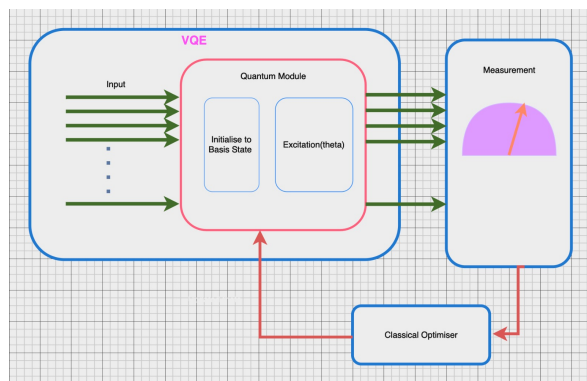 VQE
Input
Quantum Module
Measurement
Initialise to
Basis State
Excitation(theta)
Classical Optimiser